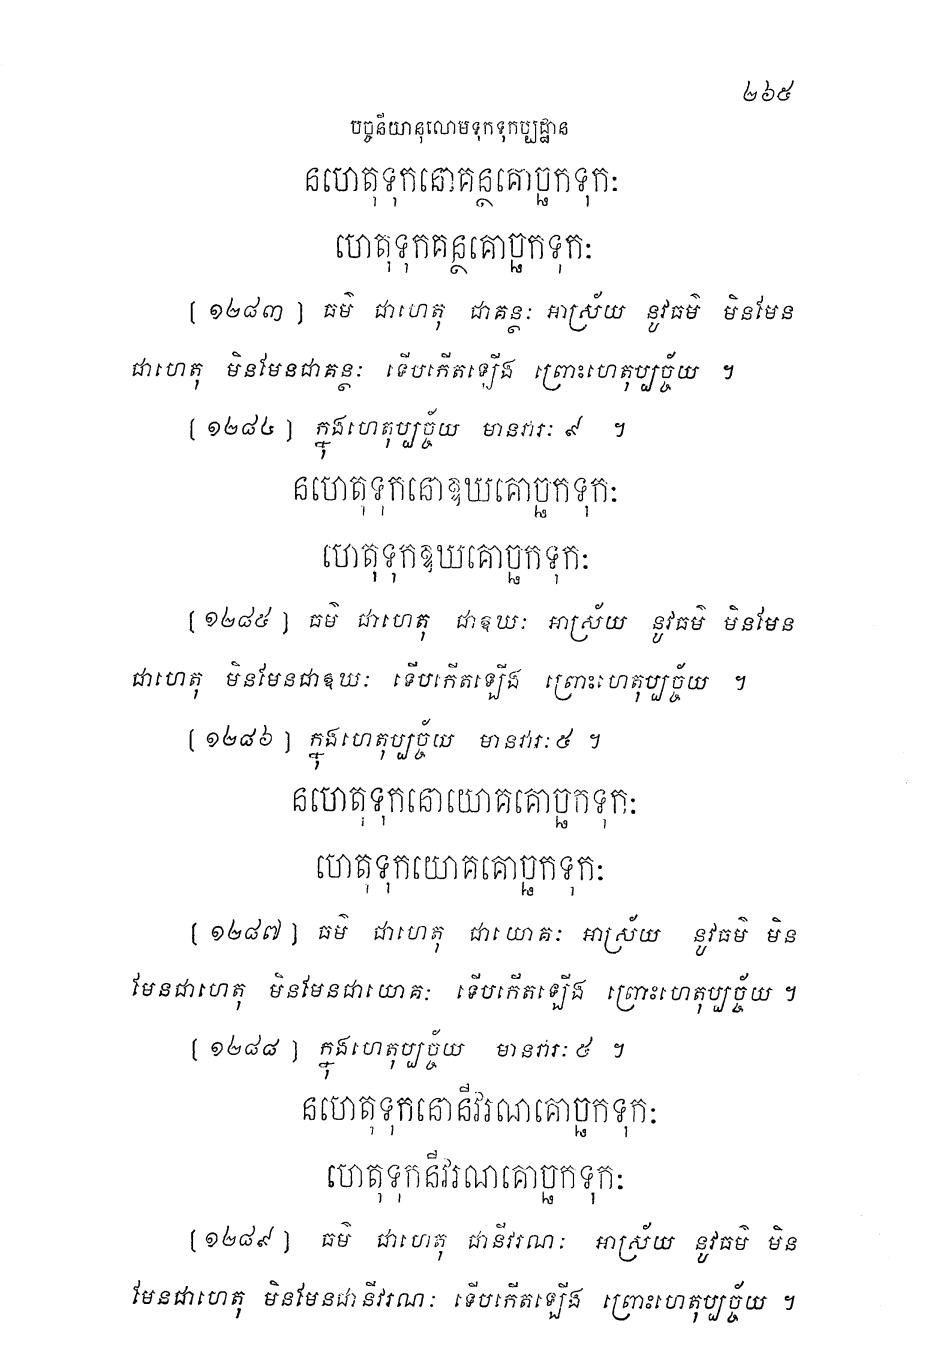 ២៦៥
បច្ចនីយានុលោមទុកទុកប្បដ្ឋាន
នហេតុទុកនោគន្ថគោច្ឆកទុកៈ
ហេតុទុកគន្ថគោច្ឆកទុកៈ
[ ១២៨៣ ] ធម៌ ជាហេតុ ជាគន្ថៈ អាស្រ័យ នូវធម៌ មិនមែន
ជាហេតុ មិនមែនជាគន្ថៈ ទើបកើតឡើង ព្រោះហេតុប្បច្ច័យ ។
[ ១២៨៤ ] ក្នុងហេតុប្បច្ច័យ មានវារៈ ៩ ។
នហេតុទុកនោឱឃគោច្ឆកទុកៈ
ហេតុទុកឱឃគោច្ឆកទុកៈ
[ ១២៨៥ ] ធម៌ ជាហេតុ ជាឱឃៈ អាស្រ័យ នូវធម៌ មិនមែន
ជាហេតុ មិនមែនជាឱឃៈ ទើបកើតឡើង ព្រោះហេតុប្បច្ច័យ ។
[ ១២៨៦ ] ក្នុងហេតុប្បច្ច័យ មានវារៈ ៥ ។
នហេតុទុកនោយោគគោច្ឆកទុកៈ
ហេតុទុកយោគគោច្ឆកទុកៈ
[ ១២៨៧ ] ធម៌ ជាហេតុ ជាយោគៈ អាស្រ័យ នូវធម៌ មិន
មែនជាហេតុ មិនមែនជាយោគៈ ទើបកើតឡើង ព្រោះហេតុប្បច្ច័យ ។
[ ១២៨៨ ] ក្នុងហេតុប្បច្ច័យ មានវារៈ ៥ ។
នហេតុទុកនោនីវរណគោច្ឆកទុកៈ
ហេតុទុកនីវរណគោច្ឆកទុកៈ
[ ១២៨៩ ] ធម៌ ជាហេតុ ជានីវរណៈ អាស្រ័យ នូវធម៌ មិន
មែនជាហេតុ មិនមែនជានីវរណៈ ទើបកើតឡើង ព្រោះហេតុប្បច្ច័យ ។